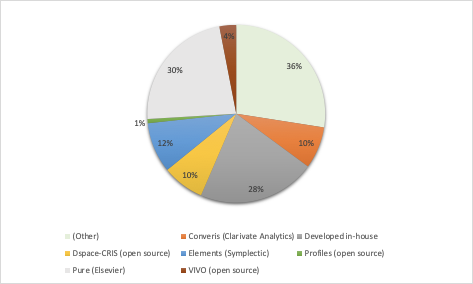 4%
36%
30%
1%
12%
10%
10%
28%
(Other) Converis (Clarivate Analytics) Developed in-house
Dspace-CRIS (open source) Elements (Symplectic) Profiles (open source)
Pure (Elsevier) VIVO (open source)